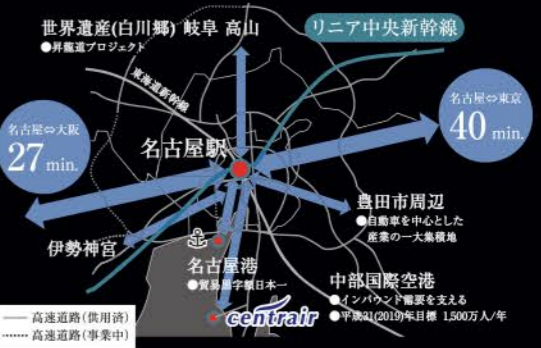 世界遺産(白川郷) 岐阜 高山
●昇龍道プロジェクト
リニア中央新幹線
東海道新幹線
名古屋⇔東京
40 min.
名古屋⇔大阪
27 min.
名古屋駅
豊田市周辺
●自動車を中心とした
産業の一大集積地
伊勢神宮
名古屋港
●貿易黒字額日本一
中部国際空港
●インバウンド需要を支える
●平成31(2019)年目標 1,500万人/年
centrair
高速道路(供用済)
高速道路(事業中)